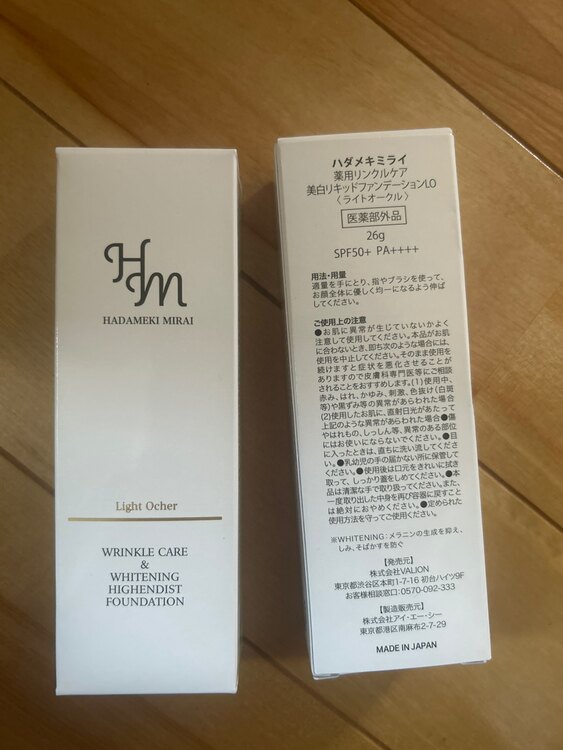 HM
HADAMEKI MIRAI
Light Ocher
WRINKLE CARE
&
WHITENING
HIGHENDIST
FOUNDATION
ハダメキミライ
薬用リンクルケア
美白リキッドファンデーションLO
〈ライトオークル〉
医薬部外品
26g
SPF50+ PA++++
用法・用量
適量を手にとり、指やブラシを使って、
お顔全体に優しく均一になるよう伸ば
してください。
ご使用上の注意
●お肌に異常が生じていないかよく
注意して使用してください。本品がお肌
に合わないとき、即ち次のような場合には、
使用を中止してください。そのまま使用を
続けますと症状を悪化させることが
ありますので皮膚科専門医等にご相談
されることをおすすめします。(1)使用中、
赤み、はれ、かゆみ、刺激、色抜け(白斑
等)や黒ずみ等の異常があらわれた場合
(2)使用したお肌に、直射日光があたって
上記のような異常があらわれた場合●傷
やはれもの、しっしん等、異常のある部位
にはお使いにならないでください。●目
に入ったときは、直ちに洗い流してくださ
い。●乳幼児の手の届かない所に保管して
ください。●使用後は口元をきれいに拭き
取って、しっかり蓋をしめてください。●本
品は清潔な手で取り扱ってください。また、
一度取り出した中身を再び容器に戻すこと
は絶対におやめください。●定められた
使用方法を守ってご使用ください。
※WHITENING：メラニンの生成を抑え、
しみ、そばかすを防ぐ
【発売元】
株式会社VALION
東京都渋谷区本町1-7-16 初台ハイツ9F
お客様相談窓口：0570-092-333
【製造販売元】
株式会社アイ・エー・シー
東京都港区南麻布2-7-29
MADE IN JAPAN